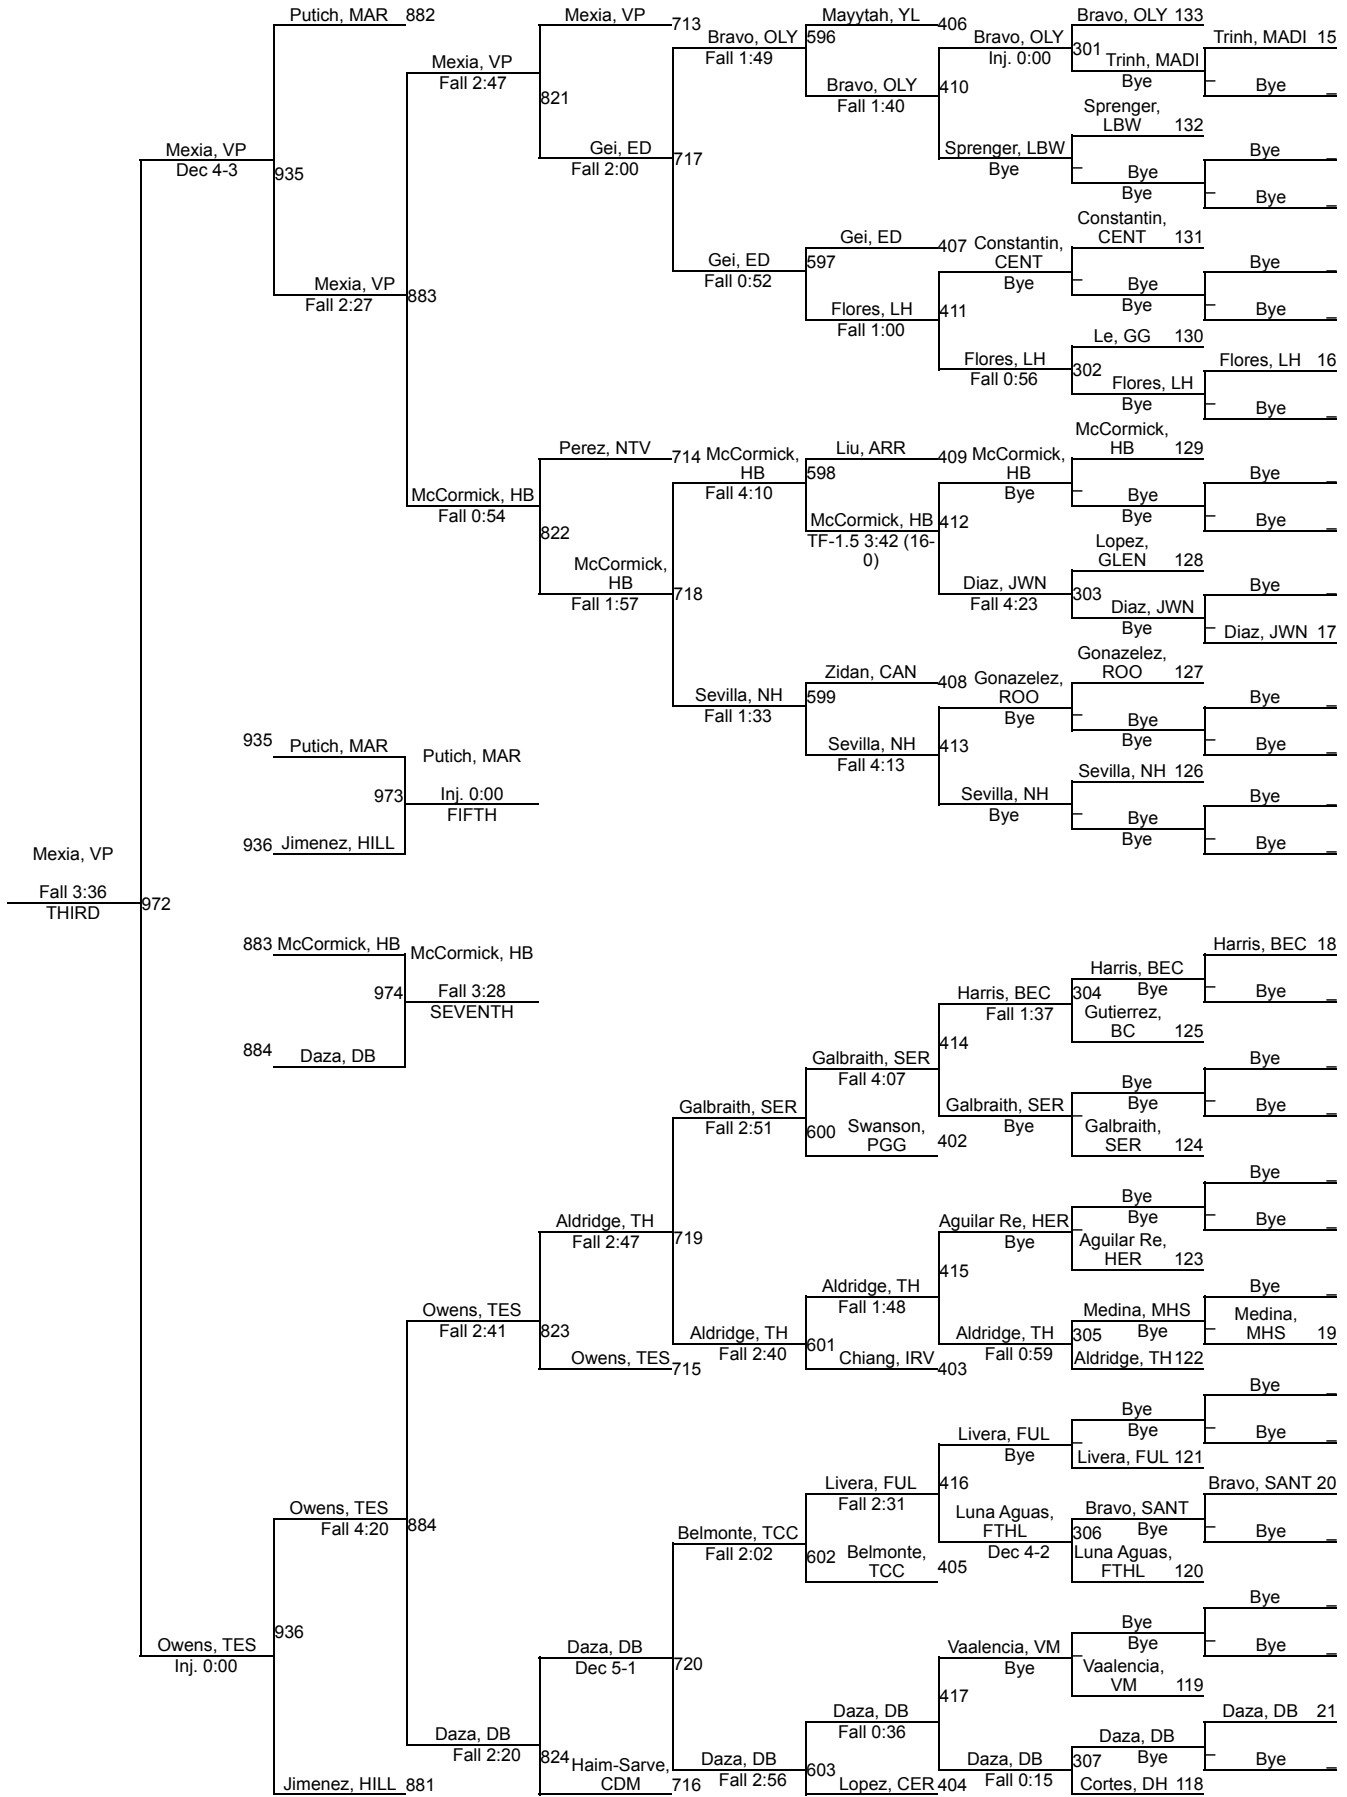 Putich, MAR 882
Mexia, VP 713
Mayytah, YL 406
Bravo, OLY 133
Bravo, OLY 596
Bravo, OLY
301
Trinh, MADI 15
Mexia, VP
Fall 1:49
Inj. 0:00
Trinh, MADI
Fall 2:47
Bye
_
Bye _
821
Bravo, OLY 410
Fall 1:40
Sprenger,
LBW 132
Mexia, VP
Dec 4-3
935
Gei, ED 717
Fall 2:00
Sprenger, LBW
Bye
_
Bye
Bye
Bye _
_
Bye _
Constantin,
CENT 131
Gei, ED 407
Constantin,
CENT
Bye
Gei, ED 597
Fall 0:52
_
Bye
Bye
Bye _
_
Bye _
Mexia, VP
Fall 2:27
883
Flores, LH 411
Fall 1:00
Le, GG 130
Flores, LH
Fall 0:56
302
Flores, LH
Bye
Flores, LH 16
_
Bye _
McCormick,
HB 129
Perez, NTV 714
McCormick,
HB
Fall 4:10
Liu, ARR 409
598
McCormick,
HB
Bye
_
Bye
Bye
Bye _
_
Bye _
McCormick, HB
Fall 0:54
822
McCormick, HB 412
TF-1.5 3:42 (16-
0)
Lopez,
GLEN 128
McCormick,
HB
Fall 1:57
718
Diaz, JWN
Fall 4:23
303
Diaz, JWN
Bye
Bye _
_
Diaz, JWN 17
Gonazelez,
ROO 127
Zidan, CAN 408
Gonazelez,
ROO
Bye
Sevilla, NH 599
Fall 1:33
_
Bye
Bye
Bye _
_
Bye _
935
Putich, MAR
Putich, MAR
Sevilla, NH 413
Fall 4:13
Sevilla, NH 126
973
Inj. 0:00
FIFTH
Sevilla, NH
Bye
_
Bye
Bye
Bye _
_
Bye _
936 Jimenez, HILL
Mexia, VP
Fall 3:36
THIRD
972
883 McCormick, HB
McCormick, HB
974
Fall 3:28
SEVENTH
884
Daza, DB
Harris, BEC 18
Harris, BEC
Bye
_
Bye _
Harris, BEC
Fall 1:37
304
Gutierrez,
BC 125
414
Galbraith, SER
Fall 4:07
Bye _
Bye
Bye
_
Bye _
Galbraith, SER
Fall 2:51
600
Swanson,
PGG 402
Galbraith, SER
Bye
_
Galbraith,
SER 124
Bye _
Bye
Bye
_
Bye _
Aldridge, TH
Fall 2:47
719
Aguilar Re, HER
Bye
_
Aguilar Re,
HER 123
415
Aldridge, TH
Fall 1:48
Bye _
Medina, MHS
Bye
_
Medina,
MHS 19
Owens, TES
Fall 2:41
823
Aldridge, TH
Fall 2:40
601
Chiang, IRV 403
Aldridge, TH
Fall 0:59
305
Aldridge, TH 122
Owens, TES 715
Bye _
Bye
Bye
_
Bye _
Livera, FUL
Bye
_
Livera, FUL 121
416
Livera, FUL
Fall 2:31
Bravo, SANT 20
Owens, TES
Fall 4:20
884
Belmonte, TCC
Fall 2:02
602
Belmonte,
TCC 405
Luna Aguas,
FTHL
Dec 4-2
306
Bravo, SANT
Bye
_
Bye _
Luna Aguas,
FTHL 120
Bye _
Bye
Bye
_
Bye _
Owens, TES
Inj. 0:00
936
Daza, DB
Dec 5-1
720
Vaalencia, VM
Bye
_
Vaalencia,
VM 119
417
Daza, DB
Fall 0:36
Daza, DB 21
Daza, DB
Fall 2:20
824
Haim-Sarve,
CDM 716
Daza, DB
Fall 2:56
603
Lopez, CER 404
Daza, DB
Fall 0:15
307
Daza, DB
Bye
_
Bye _
Cortes, DH 118
Jimenez, HILL 881